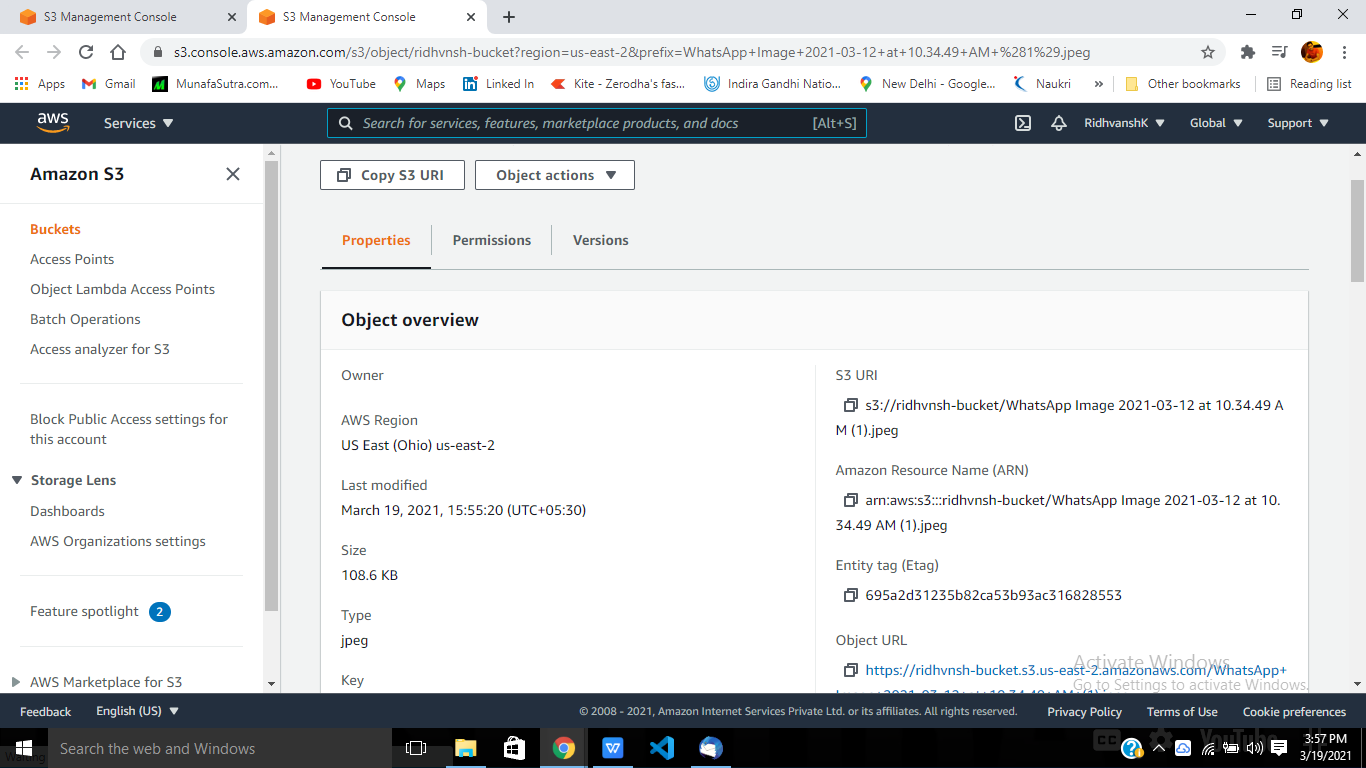 S3 Management Console
S3 Management Console
s3.console.aws.amazon.com/s3/object/ridhvnsh-bucket?region=us-east-2&prefix=WhatsApp+Image+2021-03-12+at+10.34.49+AM+%281%29.jpeg
Apps Gmail MunafaSutra.com... YouTube Maps Linked In Kite - Zerodha's fas... Indira Gandhi Natio... New Delhi - Google... Naukri » Other bookmarks Reading list
aws Services Search for services, features, marketplace products, and docs [Alt+S] RidhvanshK Global Support
Amazon S3
Buckets
Access Points
Object Lambda Access Points
Batch Operations
Access analyzer for S3
Block Public Access settings for
this account
Storage Lens
Dashboards
AWS Organizations settings
Feature spotlight 2
AWS Marketplace for S3
Copy S3 URI Object actions
Properties Permissions Versions
Object overview
Owner
AWS Region
US East (Ohio) us-east-2
Last modified
March 19, 2021, 15:55:20 (UTC+05:30)
Size
108.6 KB
Type
jpeg
Key
S3 URI
s3://ridhvnsh-bucket/WhatsApp Image 2021-03-12 at 10.34.49 A
M (1).jpeg
Amazon Resource Name (ARN)
arn:aws:s3:::ridhvnsh-bucket/WhatsApp Image 2021-03-12 at 10.
34.49 AM (1).jpeg
Entity tag (Etag)
695a2d31235b82ca53b93ac316828553
Object URL
https://ridhvnsh-bucket.s3.us-east-2.amazonaws.com/WhatsApp+
Activate Windows
Go to Settings to activate Windows.
Feedback English (US) © 2008 - 2021, Amazon Internet Services Private Ltd. or its affiliates. All rights reserved. Privacy Policy Terms of Use Cookie preferences
Waiting
Search the web and Windows
CC YouTube
3:57 PM
3/19/2021